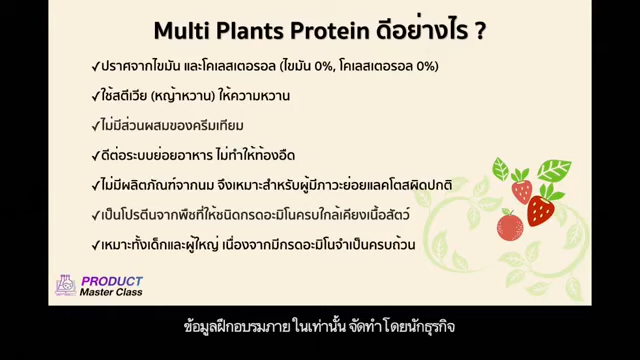 Multi Plants Protein ดีอย่างไร ?
✓ปราศจากไขมัน และโคเลสเตอรอล (ไขมัน 0%, โคเลสเตอรอล 0%)
✓ใช้สตีเวีย (หญ้าหวาน) ให้ความหวาน
✓ไม่มีส่วนผสมของครีมเทียม
✓ดีต่อระบบย่อยอาหาร ไม่ทำให้ท้องอืด
✓ไม่มีผลิตภัณฑ์จากนม จึงเหมาะสำหรับผู้มีภาวะย่อยแลคโตสผิดปกติ
✓เป็นโปรตีนจากพืชที่ให้ชนิดกรดอะมิโนครบใกล้เคียงเนื้อสัตว์
✓เหมาะทั้งเด็กและผู้ใหญ่ เนื่องจากมีกรดอะมิโนจำเป็นครบถ้วน
PRODUCT
Master Class
ข้อมูลฝึกอบรมภายในเท่านั้น จัดทำโดยนักธุรกิจ